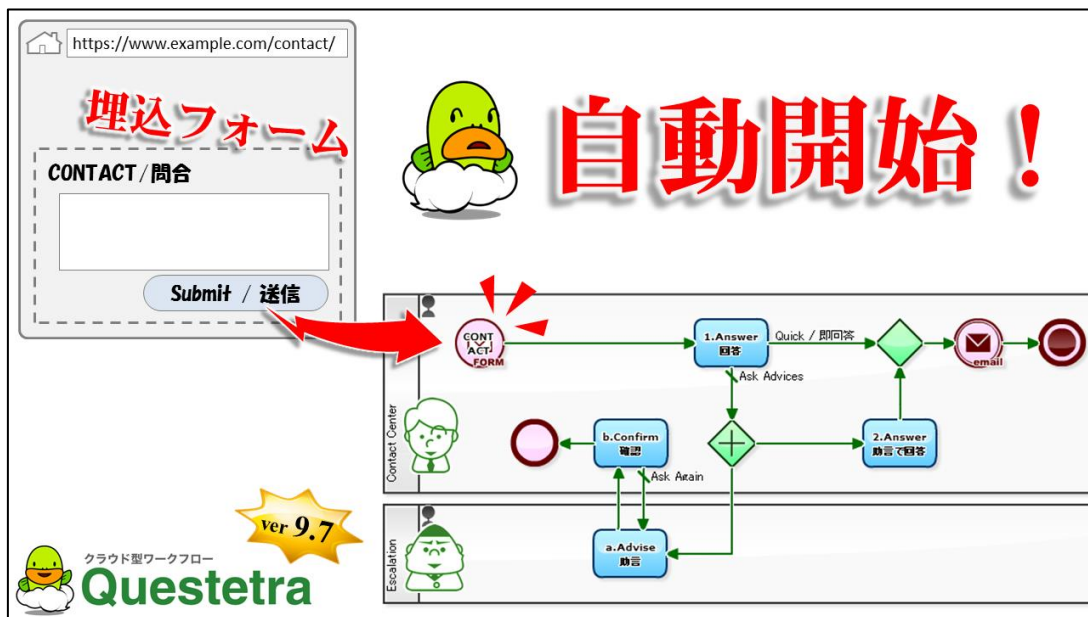 https://www.example.com/contact/
埋込フォーム
CONTACT/問合
Submit / 送信
自動開始！
CONT
ACT
FORM
1.Answer
回答
Quick / 即回答
email
Ask Advices
Contact Center
b.Confirm
確認
2.Answer
助言で回答
Ask Again
Escalation
a.Advise
助言
ver 9.7
クラウド型ワークフロー
Questetra